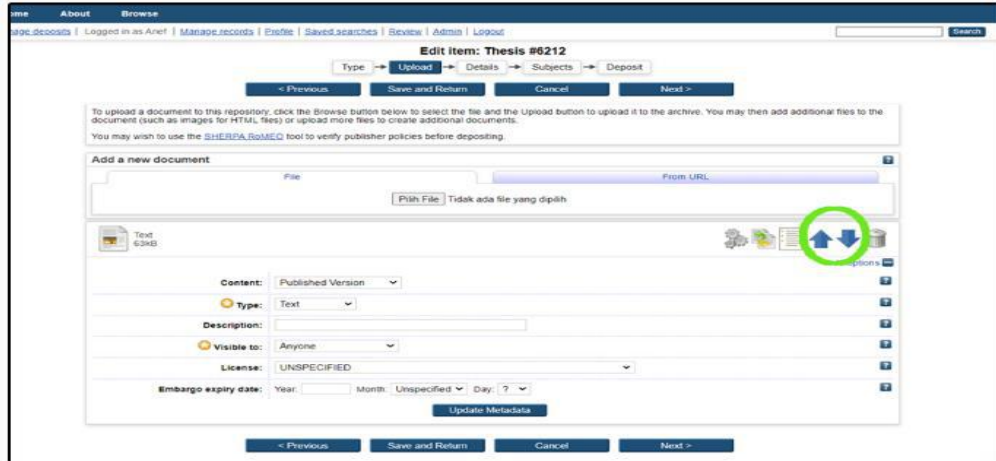 ome About Browse
age deposits | Logged in as Arief | Manage records | Profile | Saved searches | Review | Admin | Logout Search
Edit item: Thesis #6212
Type Upload Details Subjects Deposit
< Previous Save and Return Cancel Next >
To upload a document to this repository, click the Browse button below to select the file and the Upload button to upload it to the archive. You may then add additional files to the
document (such as images for HTML files) or upload more files to create additional documents.
You may wish to use the SHERPA RoMEO tool to verify publisher policies before depositing.
Add a new document
File From URL
Pilih File Tidak ada file yang dipilih
Text
63kB
options
Content: Published Version
Type: Text
Description:
Visible to: Anyone
License: UNSPECIFIED
Embargo expiry date: Year: Month: Unspecified Day: ?
Update Metadata
< Previous Save and Return Cancel Next >